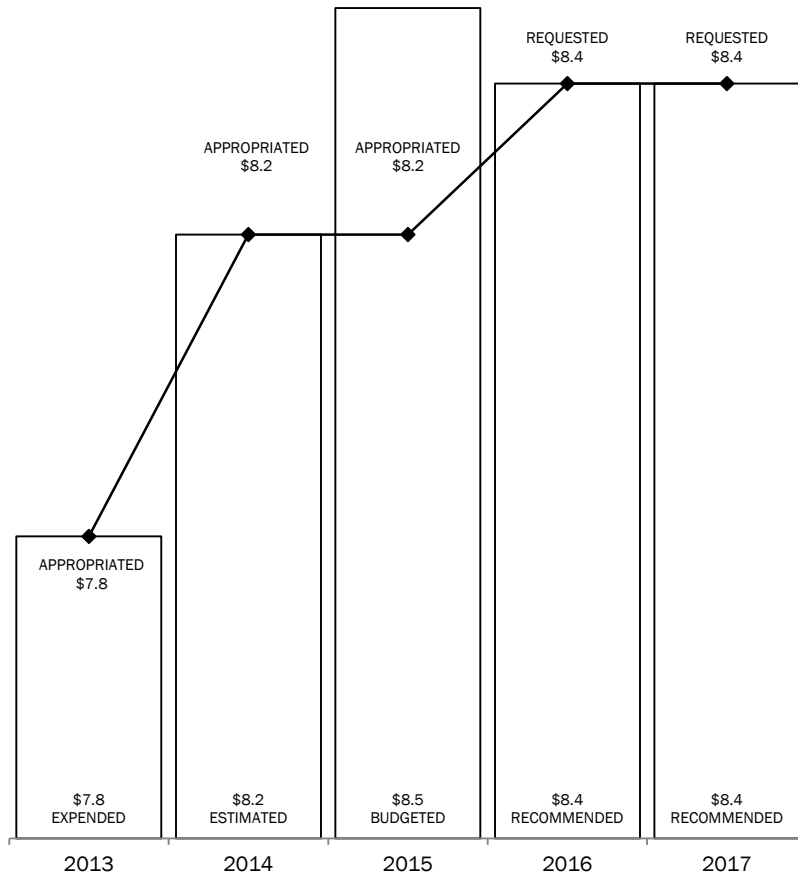 REQUESTED
$8.4
REQUESTED
$8.4
APPROPRIATED
$8.2
APPROPRIATED
$8.2
APPROPRIATED
$7.8
$7.8
EXPENDED
$8.2
ESTIMATED
$8.5
BUDGETED
$8.4
RECOMMENDED
$8.4
RECOMMENDED
2013
2014
2015
2016
2017